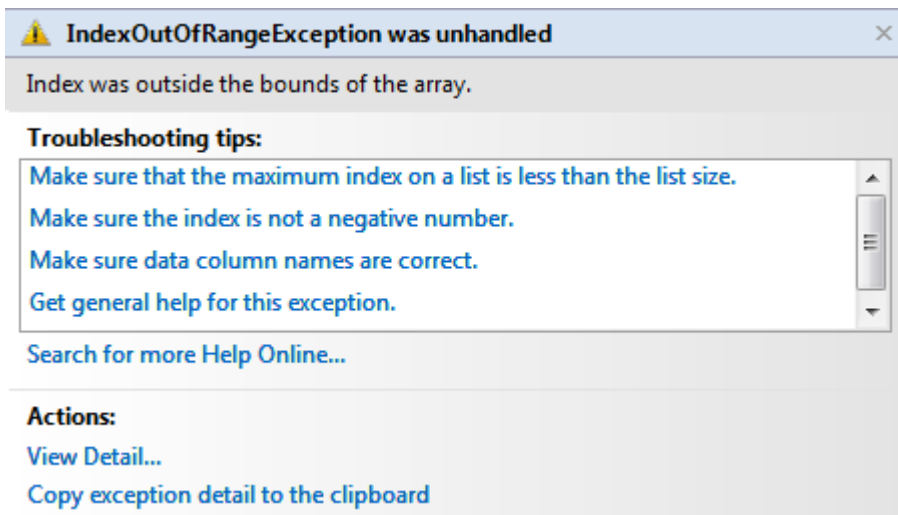 IndexOutOfRangeException was unhandled
Index was outside the bounds of the array.
Troubleshooting tips:
Make sure that the maximum index on a list is less than the list size.
Make sure the index is not a negative number.
Make sure data column names are correct.
Get general help for this exception.
Search for more Help Online...
Actions:
View Detail...
Copy exception detail to the clipboard